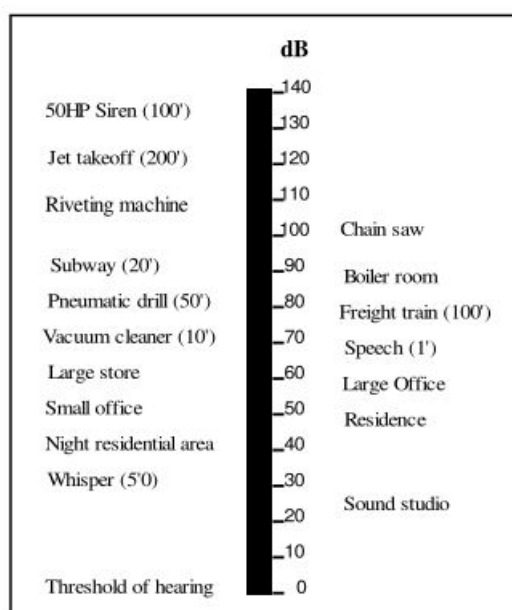 dB
140
50HP Siren (100')
130
Jet takeoff (200')
120
110
Riveting machine
100
Chain saw
Subway (20')
90
Boiler room
Pneumatic drill (50')
80
Freight train (100')
Vacuum cleaner (10')
70
Speech (1')
Large store
60
Large Office
Small office
50
Residence
Night residential area
40
Whisper (5'0)
30
Sound studio
20
10
Threshold of hearing
0